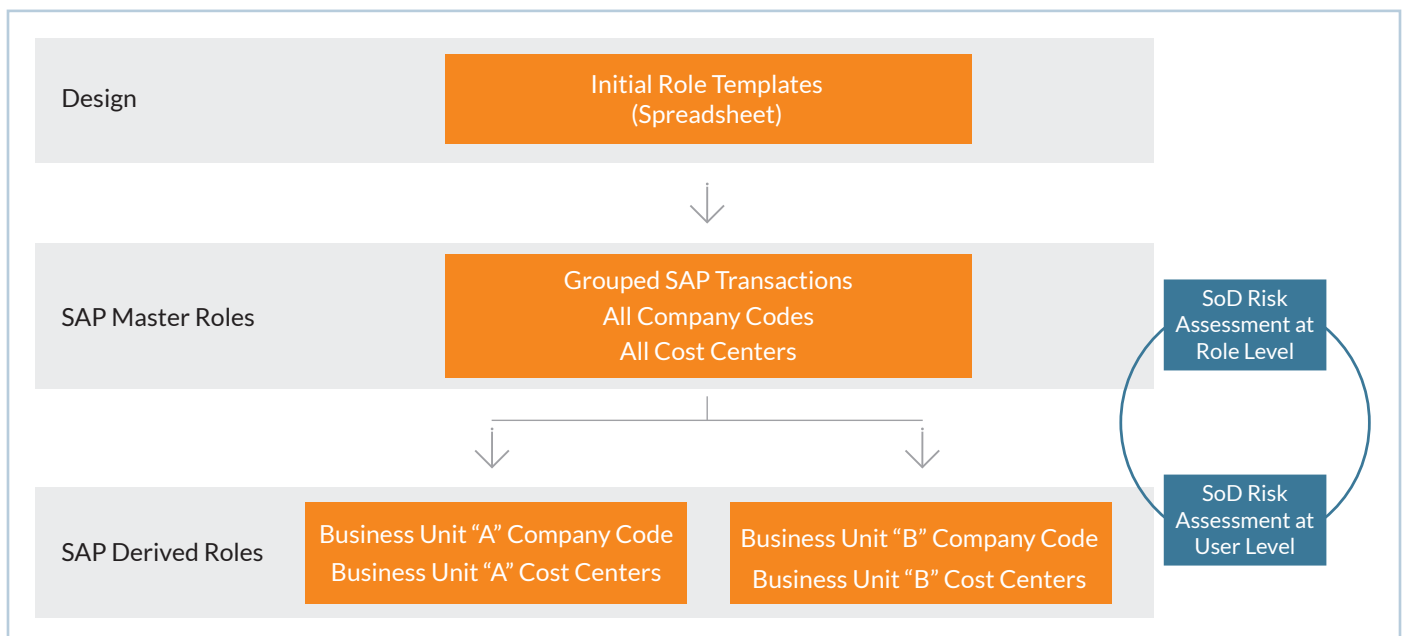 Design
Initial Role Templates
(Spreadsheet)
SAP Master Roles
Grouped SAP Transactions
All Company Codes
All Cost Centers
SoD Risk
Assessment at
Role Level
SAP Derived Roles
Business Unit “A” Company Code
Business Unit “A” Cost Centers
Business Unit “B” Company Code
Business Unit “B” Cost Centers
SoD Risk
Assessment at
User Level